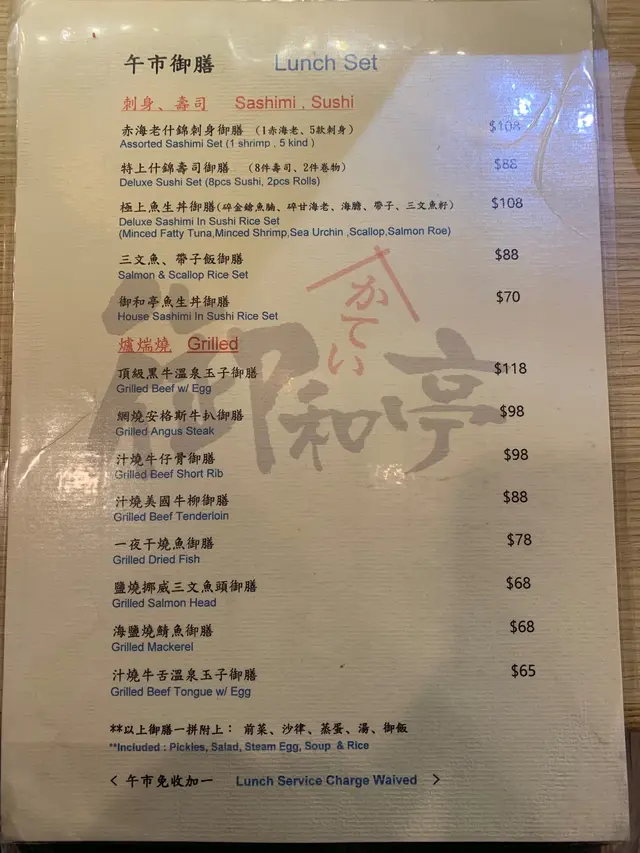 午市御膳 Lunch Set
刺身、壽司 Sashimi , Sushi
赤海老什錦刺身御膳 (1赤海老、5款刺身) $108
Assorted Sashimi Set (1 shrimp , 5 kind )
特上什錦壽司御膳 (8件壽司、2件卷物) $88
Deluxe Sushi Set (8pcs Sushi, 2pcs Rolls)
極上魚生丼御膳(碎金鎗魚腩、碎甘海老、海膽、帶子、三文魚籽) $108
Deluxe Sashimi In Sushi Rice Set
(Minced Fatty Tuna,Minced Shrimp,Sea Urchin ,Scallop,Salmon Roe)
三文魚、帶子飯御膳 $88
Salmon & Scallop Rice Set
御和亭魚生丼御膳 $70
House Sashimi In Sushi Rice Set
かてい
御和亭
爐端燒 Grilled
頂級黑牛溫泉玉子御膳 $118
Grilled Beef w/ Egg
網燒安格斯牛扒御膳 $98
Grilled Angus Steak
汁燒牛仔骨御膳 $98
Grilled Beef Short Rib
汁燒美國牛柳御膳 $88
Grilled Beef Tenderloin
一夜干燒魚御膳 $78
Grilled Dried Fish
鹽燒挪威三文魚頭御膳 $68
Grilled Salmon Head
海鹽燒鯖魚御膳 $68
Grilled Mackerel
汁燒牛舌溫泉玉子御膳 $65
Grilled Beef Tongue w/ Egg
**以上御膳一拼附上： 前菜、沙律、蒸蛋、湯、御飯
**Included : Pickles, Salad, Steam Egg, Soup & Rice
< 午市免收加一 Lunch Service Charge Waived >